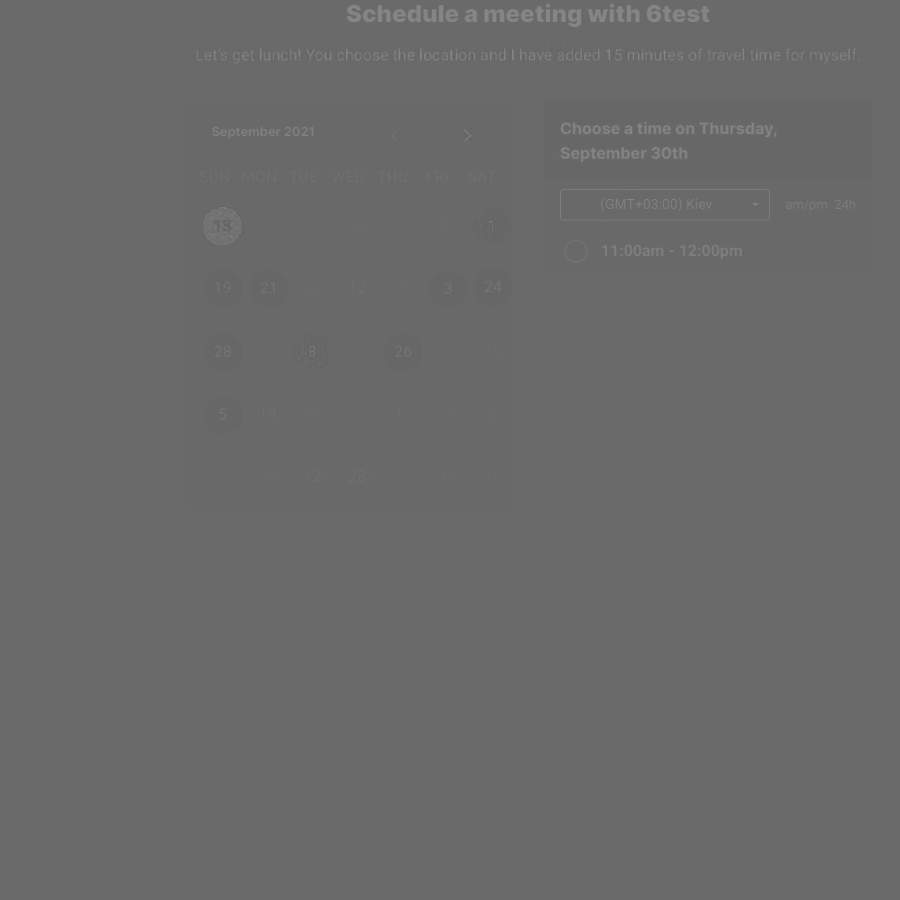 Schedule a meeting with 6test
Let's get lunch! You choose the location and I have added 15 minutes of travel time for myself.
September 2021
SUN MON TUE WED THU FRI SAT
13 1
19 21 12 3 24
28 8 26
5 19
12 28
Choose a time on Thursday,
September 30th
(GMT+03:00) Kiev am/pm 24h
11:00am - 12:00pm